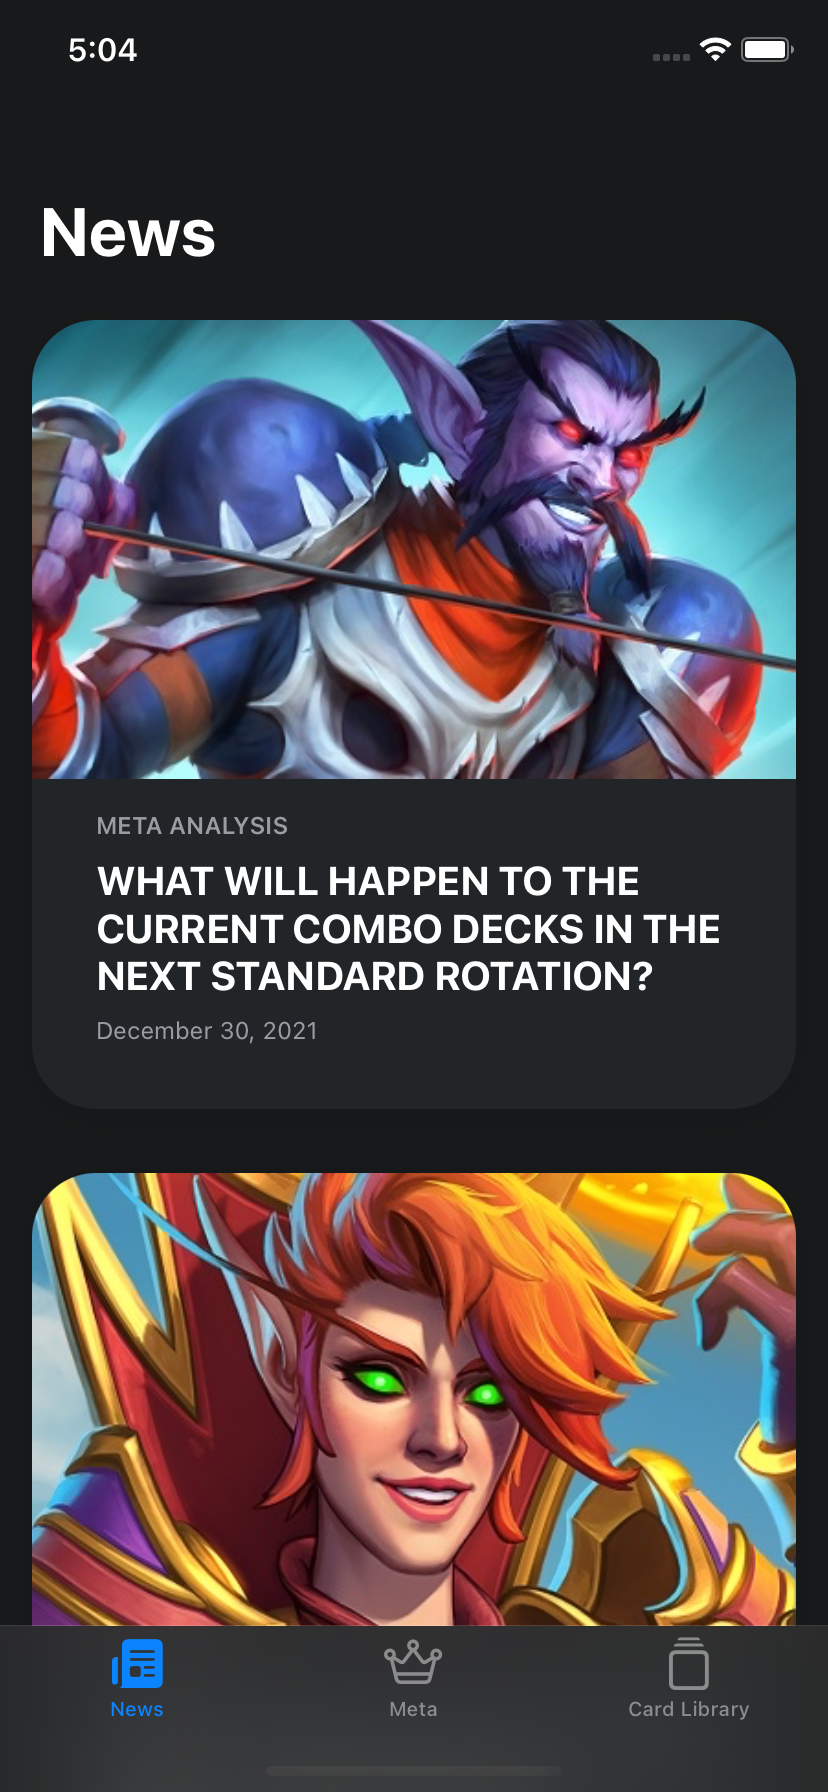 5:04
News
META ANALYSIS
WHAT WILL HAPPEN TO THE
CURRENT COMBO DECKS IN THE
NEXT STANDARD ROTATION?
December 30, 2021
News
Meta
Card Library